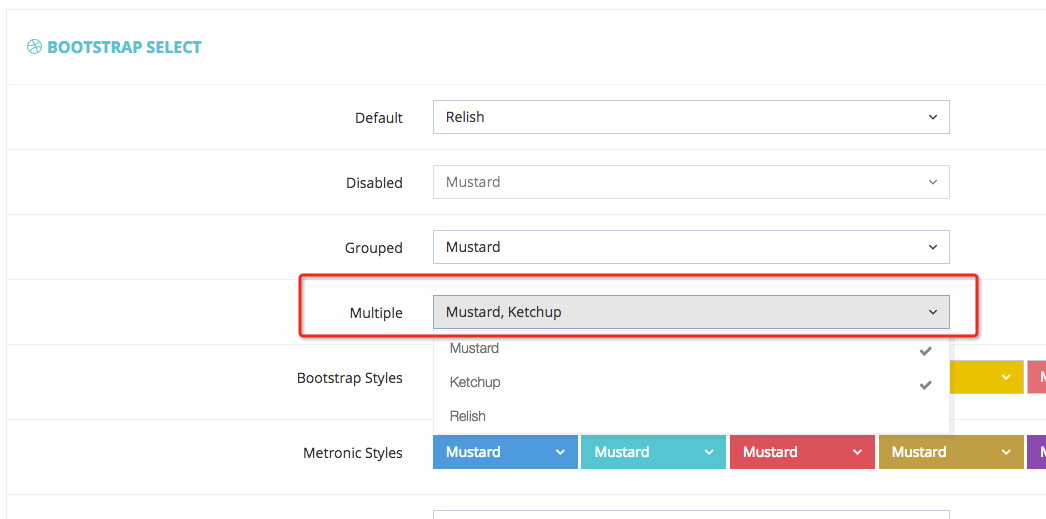 BOOTSTRAP SELECT
Default Relish
Disabled Mustard
Grouped Mustard
Multiple Mustard, Ketchup
Mustard
Ketchup
Relish
Bootstrap Styles
Metronic Styles Mustard Mustard Mustard Mustard